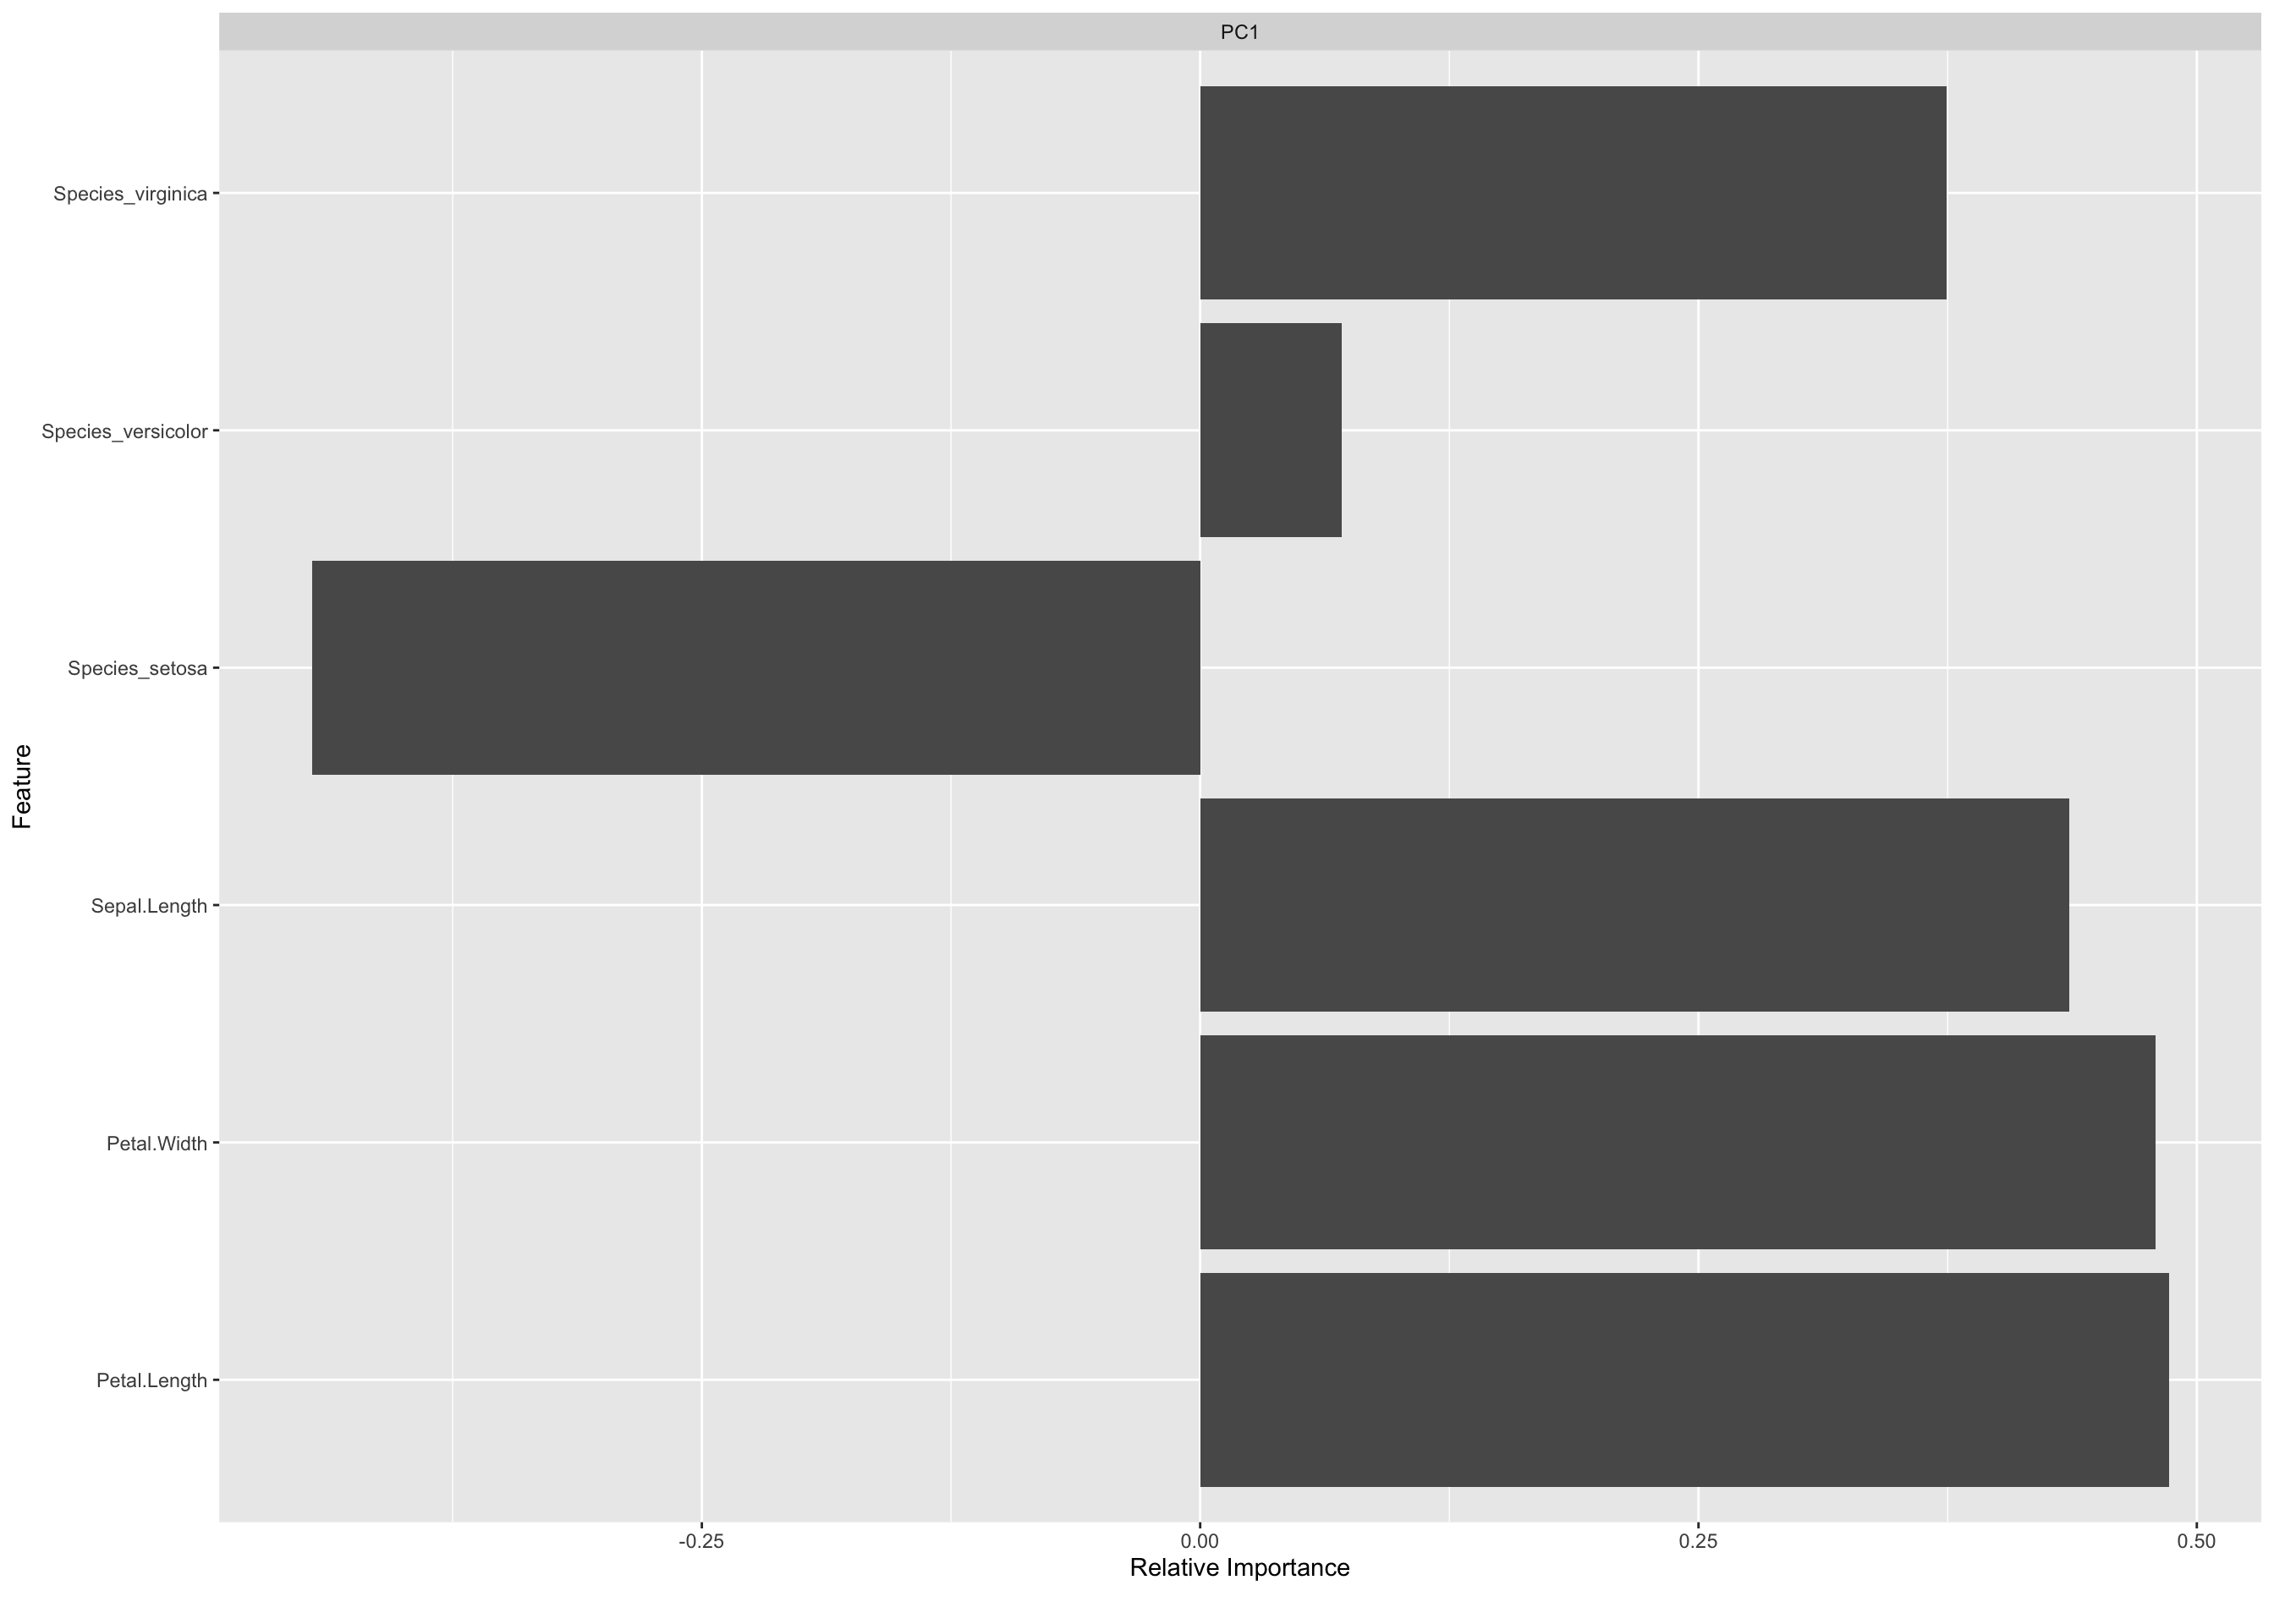 PC1
Species_virginica
Species_versicolor
Species_setosa
Sepal.Length
Petal.Width
Petal.Length
Feature
-0.25 0.00 0.25 0.50
Relative Importance